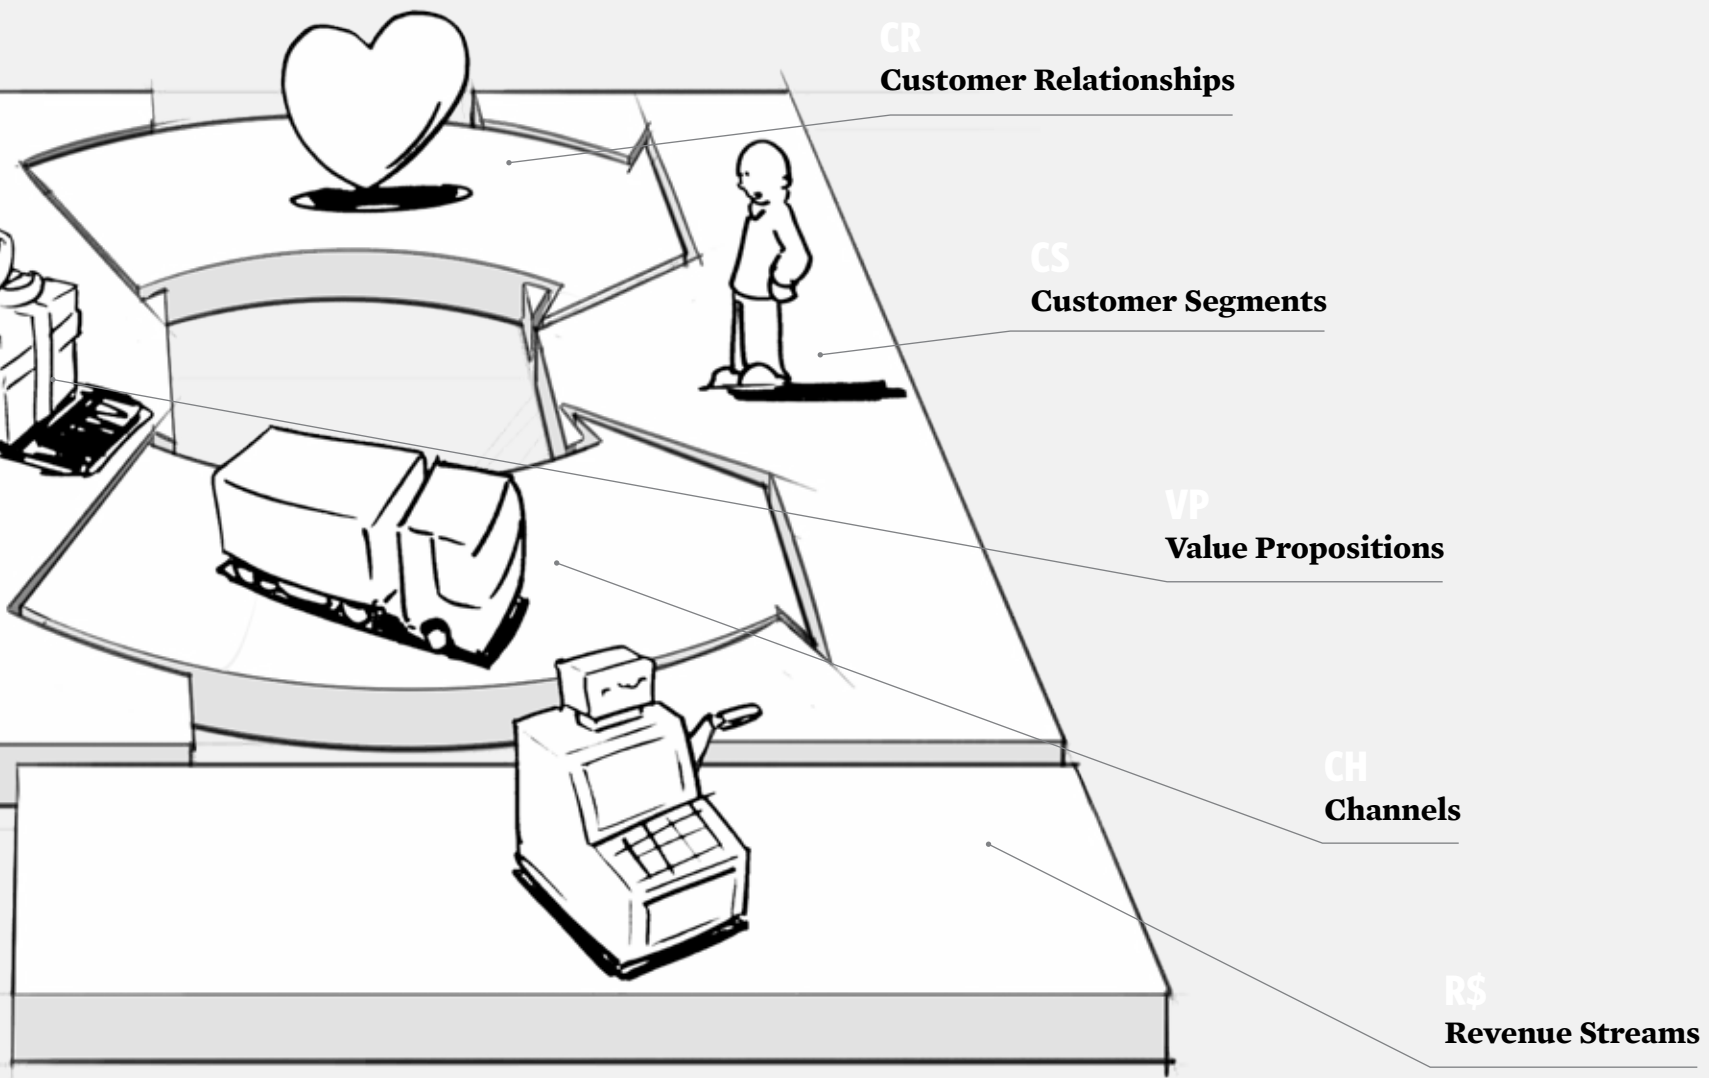 CR
Customer Relationships
CS
Customer Segments
VP
Value Propositions
CH
Channels
R$
Revenue Streams